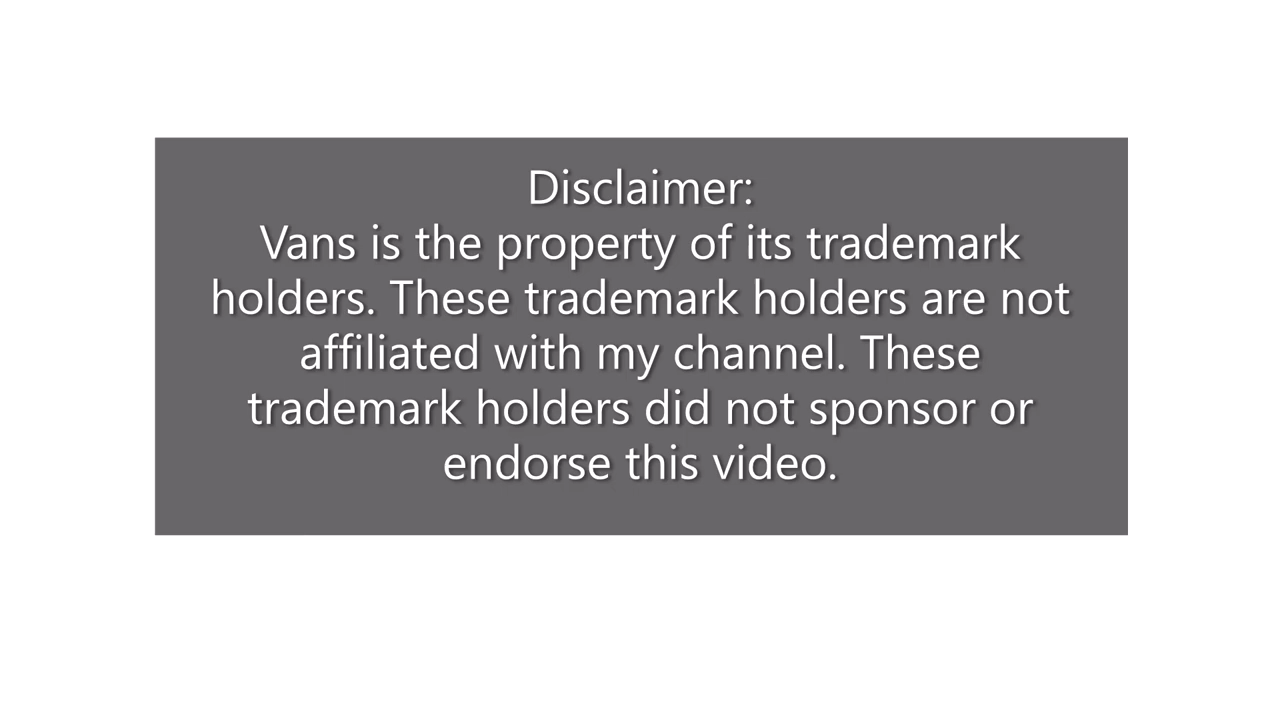 Disclaimer:
Vans is the property of its trademark
holders. These trademark holders are not
affiliated with my channel. These
trademark holders did not sponsor or
endorse this video.